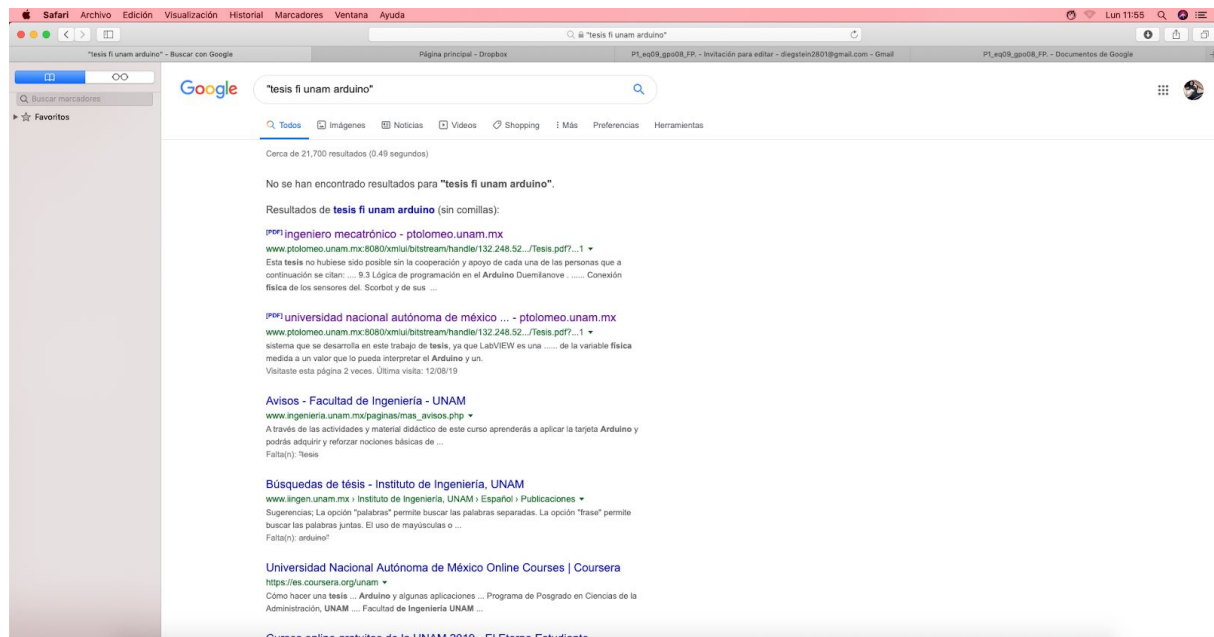 Safari Archivo Edición Visualización Historial Marcadores Ventana Ayuda
Lun 11:55
"tesis fi unam arduino"
"tesis fi unam arduino" - Buscar con Google
Página principal - Dropbox
P1_eq09_gpo08_FP. - Invitación para editar - diegstein2801@gmail.com - Gmail
P1_eq09_gpo08_FP. - Documentos de Google
Buscar marcadores
Favoritos
Google
"tesis fi unam arduino"
Todos Imágenes Noticias Videos Shopping Más Preferencias Herramientas
Cerca de 21,700 resultados (0.49 segundos)
No se han encontrado resultados para "tesis fi unam arduino".
Resultados de tesis fi unam arduino (sin comillas):
[PDF] ingeniero mecatrónico - ptolomeo.unam.mx
www.ptolomeo.unam.mx:8080/xmlui/bitstream/handle/132.248.52.../Tesis.pdf?...1
Esta tesis no hubiese sido posible sin la cooperación y apoyo de cada una de las personas que a
continuación se citan: .... 9.3 Lógica de programación en el Arduino Duemilanove . ...... Conexión
física de los sensores del. Scorbot y de sus ...
[PDF] universidad nacional autónoma de méxico ... - ptolomeo.unam.mx
www.ptolomeo.unam.mx:8080/xmlui/bitstream/handle/132.248.52.../Tesis.pdf?...1
sistema que se desarrolla en este trabajo de tesis, ya que LabVIEW es una ...... de la variable física
medida a un valor que lo pueda interpretar el Arduino y un.
Visitaste esta página 2 veces. Última visita: 12/08/19
Avisos - Facultad de Ingeniería - UNAM
www.ingenieria.unam.mx/paginas/mas_avisos.php
A través de las actividades y material didáctico de este curso aprenderás a aplicar la tarjeta Arduino y
podrás adquirir y reforzar nociones básicas de ...
Falta(n): "tesis
Búsquedas de tésis - Instituto de Ingeniería, UNAM
www.iingen.unam.mx › Instituto de Ingeniería, UNAM › Español › Publicaciones
Sugerencias; La opción "palabras" permite buscar las palabras separadas. La opción "frase" permite
buscar las palabras juntas. El uso de mayúsculas o ...
Falta(n): arduino"
Universidad Nacional Autónoma de México Online Courses | Coursera
https://es.coursera.org/unam
Cómo hacer una tesis ... Arduino y algunas aplicaciones ... Programa de Posgrado en Ciencias de la
Administración, UNAM .... Facultad de Ingeniería UNAM ...
Cursos online gratuitos de la UNAM 2019 - El Eterno Estudiante